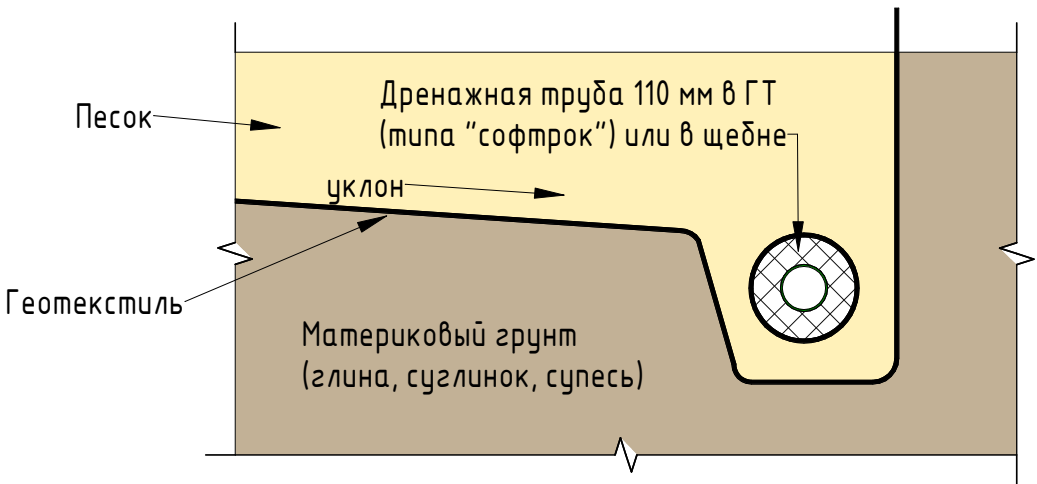 Дренажная труба 110 мм в ГТ
(типа "софтрок") или в щебне
Песок
уклон
Геотекстиль
Материковый грунт
(глина, суглинок, супесь)